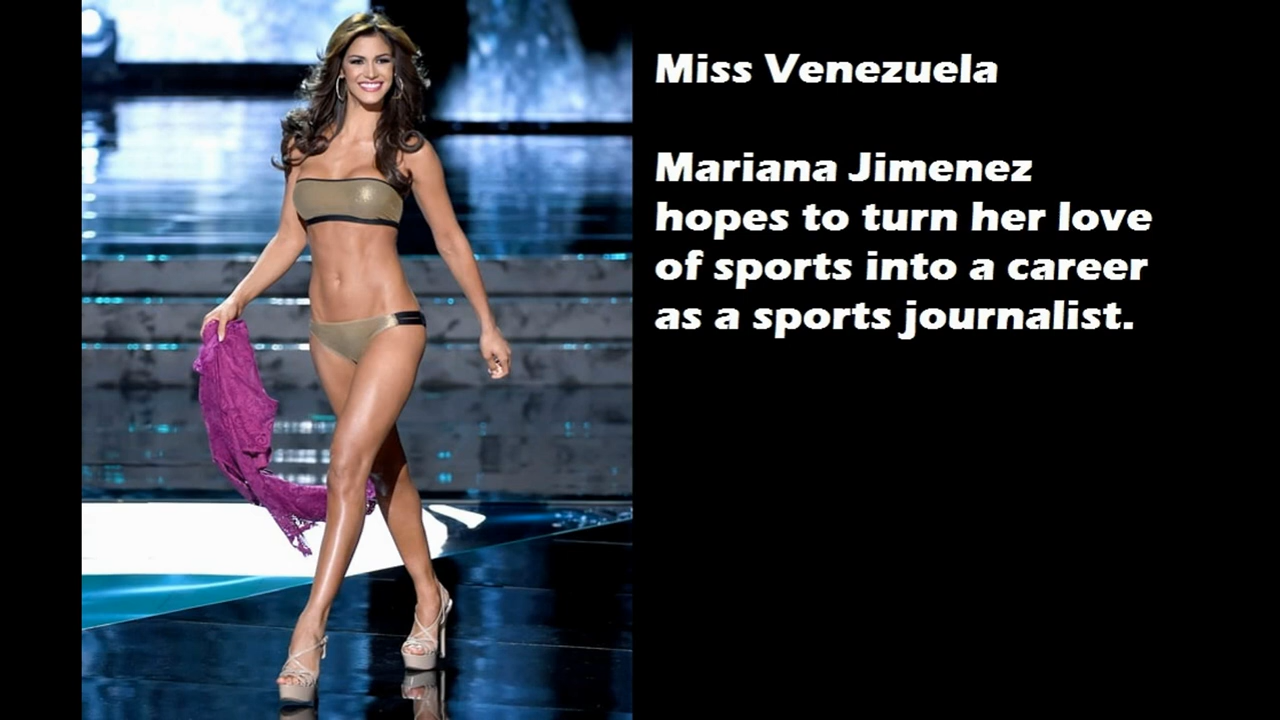 Miss Venezuela
Mariana Jimenez
hopes to turn her love
of sports into a career
as a sports journalist.